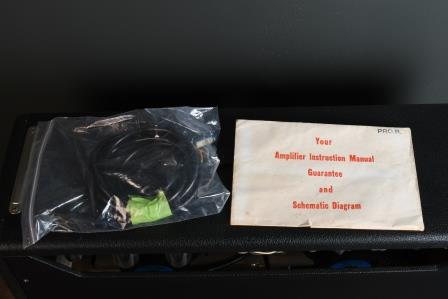 PRO R.
Your
Amplifier Instruction Manual
Guarantee
and
Schematic Diagram